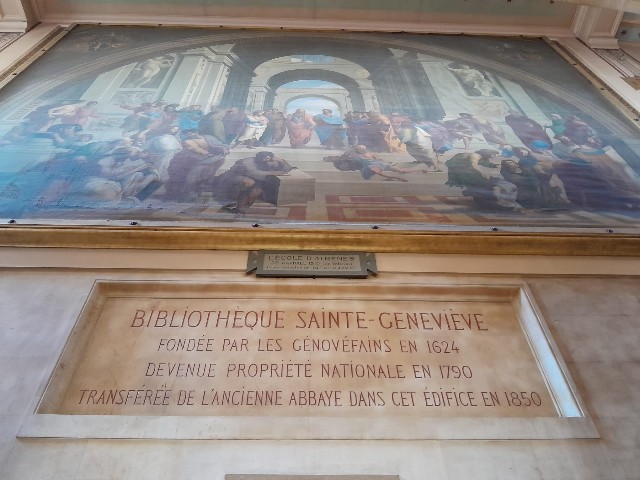 L'ÉCOLE D'ATHÈNES
BIBLIOTHÈQUE SAINTE-GENEVIÈVE
FONDÉE PAR LES GÉNOVÉFAINS EN 1624
DEVENUE PROPRIÉTÉ NATIONALE EN 1790
TRANSFÉRÉE DE L'ANCIENNE ABBAYE DANS CET ÉDIFICE EN 1850